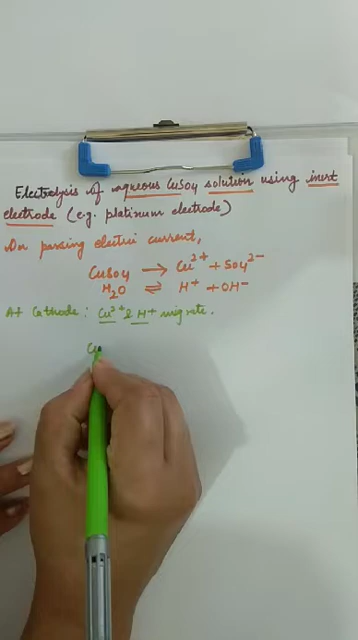 Electrolysis of aqueous CuSO4 solution using inert
electrode (e.g. platinum electrode)
On passing electric current,
CuSO4 → Cu²⁺ + SO4²⁻
H₂O ⇌ H⁺ + OH⁻
At Cathode : Cu²⁺ & H⁺ migrate.
Cu